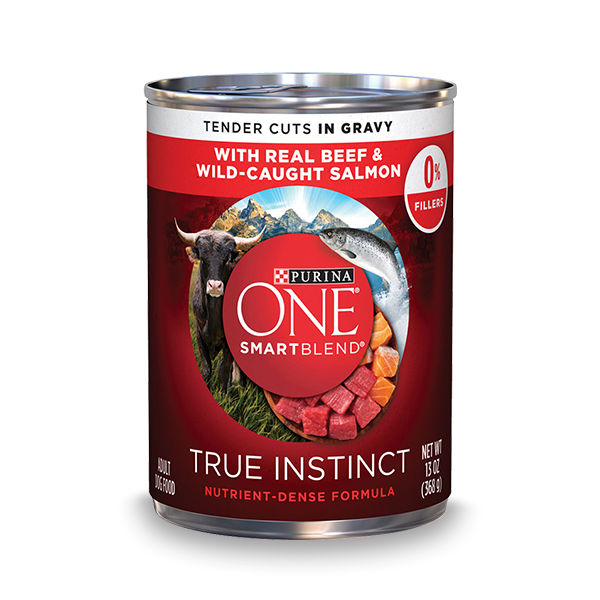 TENDER CUTS IN GRAVY
WITH REAL BEEF &
WILD-CAUGHT SALMON
0%
FILLERS
PURINA
ONE®
SMARTBLEND®
TRUE INSTINCT
NUTRIENT-DENSE FORMULA
ADULT
DOG FOOD
NET WT
13 OZ
(368 g)